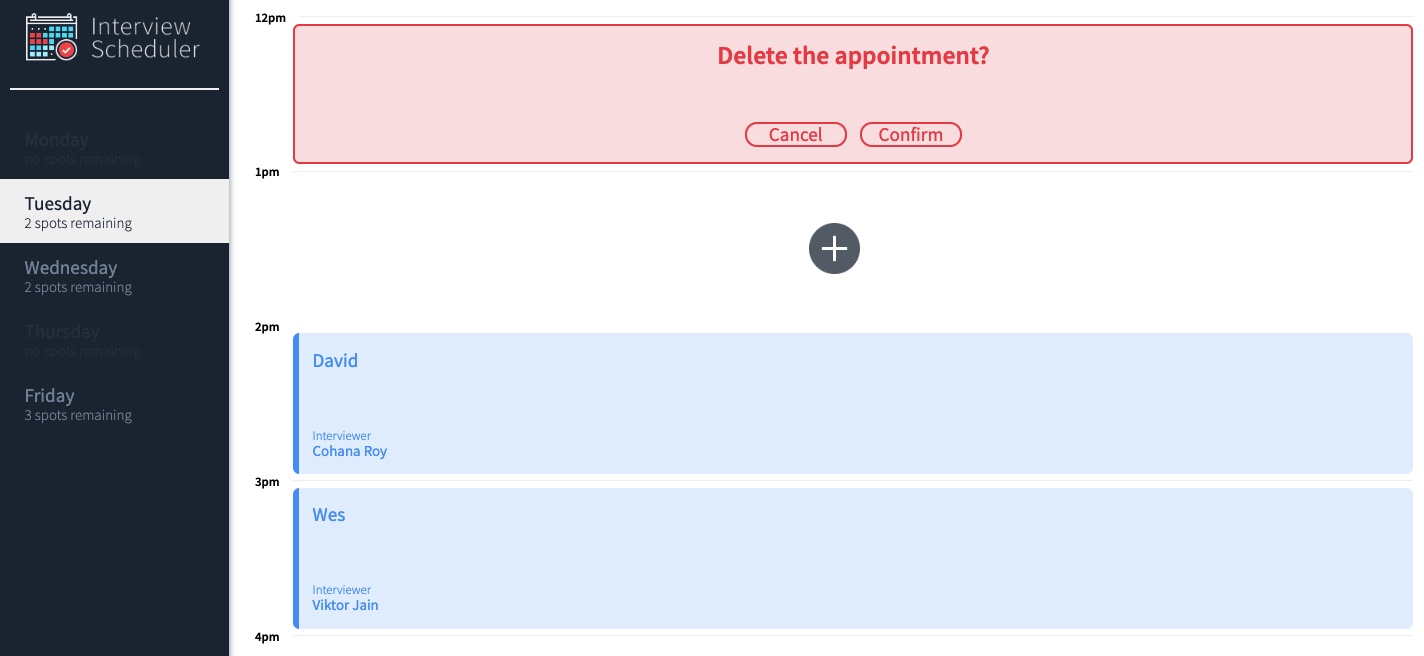 Interview
Scheduler
Monday
no spots remaining
Tuesday
2 spots remaining
Wednesday
2 spots remaining
Thursday
no spots remaining
Friday
3 spots remaining
12pm
Delete the appointment?
Cancel Confirm
1pm
2pm
David
Interviewer
Cohana Roy
3pm
Wes
Interviewer
Viktor Jain
4pm